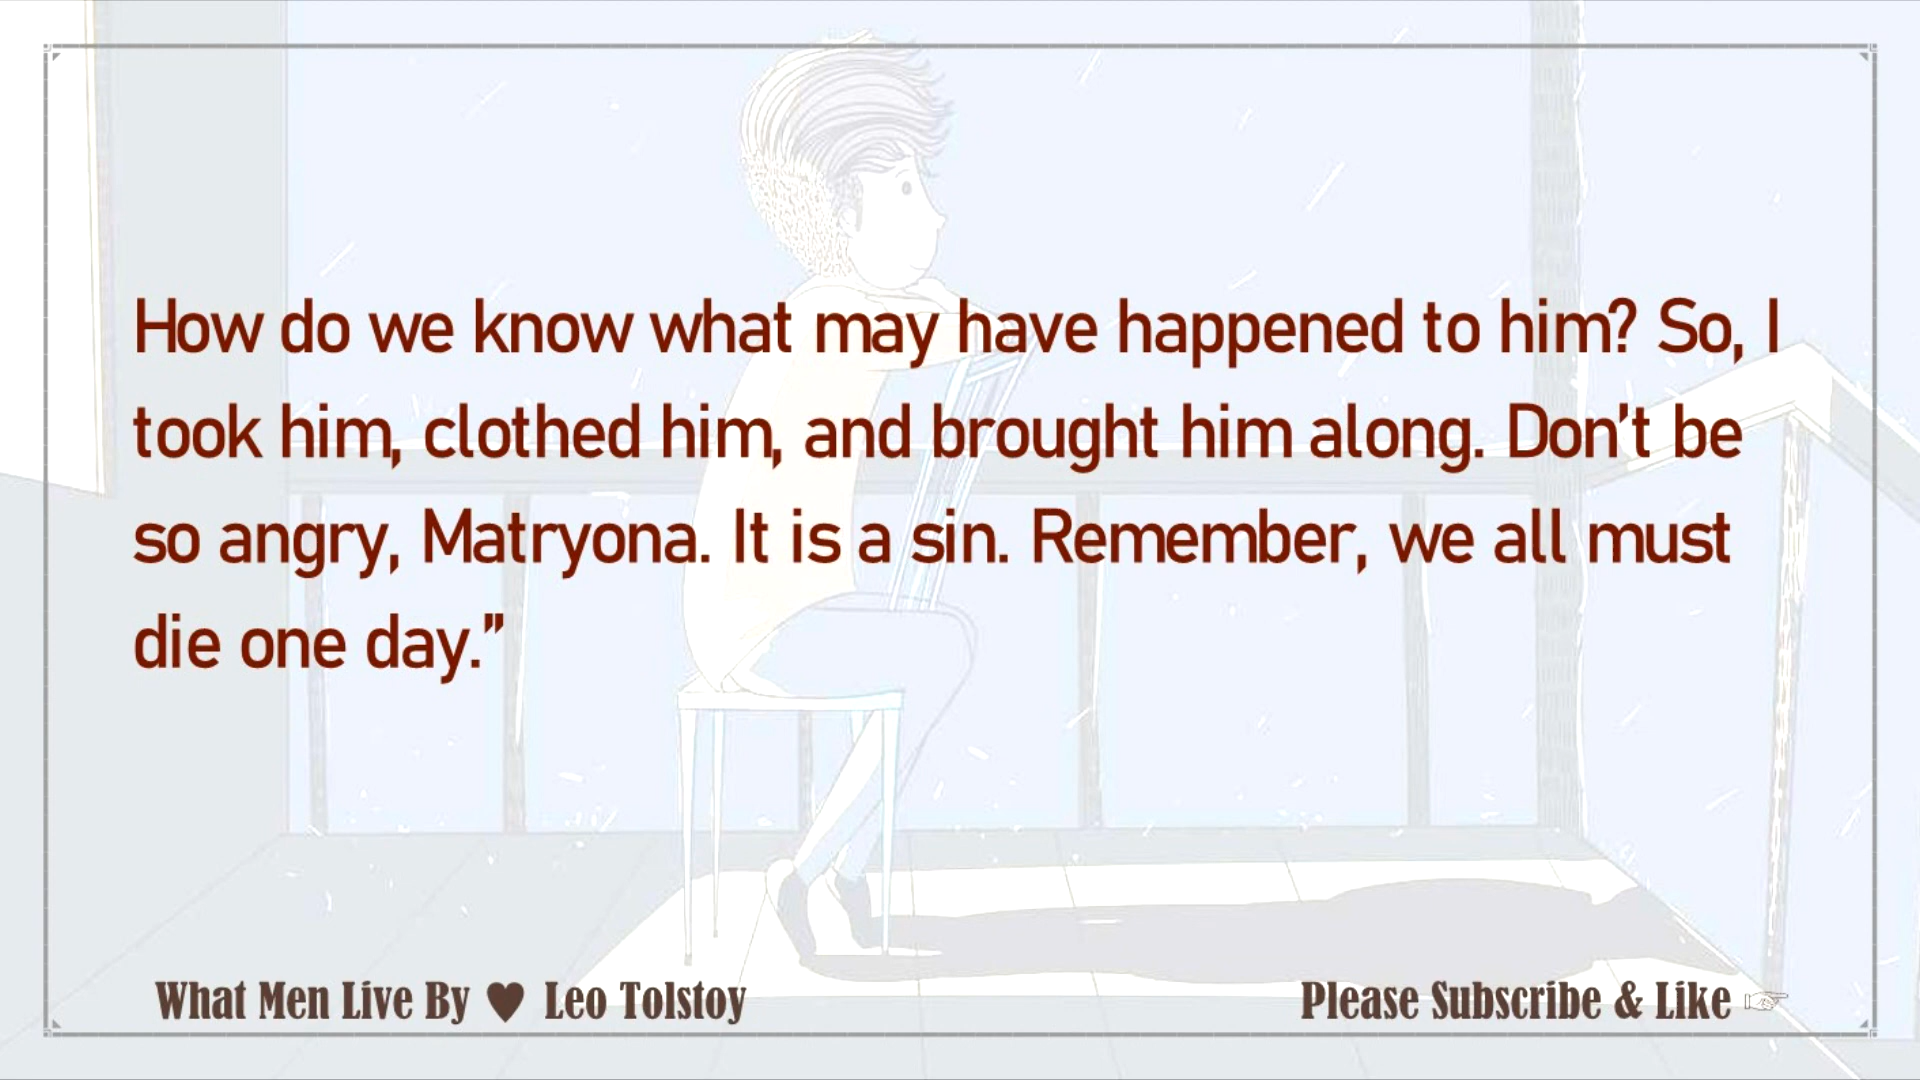 How do we know what may have happened to him? So, I
took him, clothed him, and brought him along. Don’t be
so angry, Matryona. It is a sin. Remember, we all must
die one day.”
What Men Live By ♥ Leo Tolstoy
Please Subscribe & Like ☞